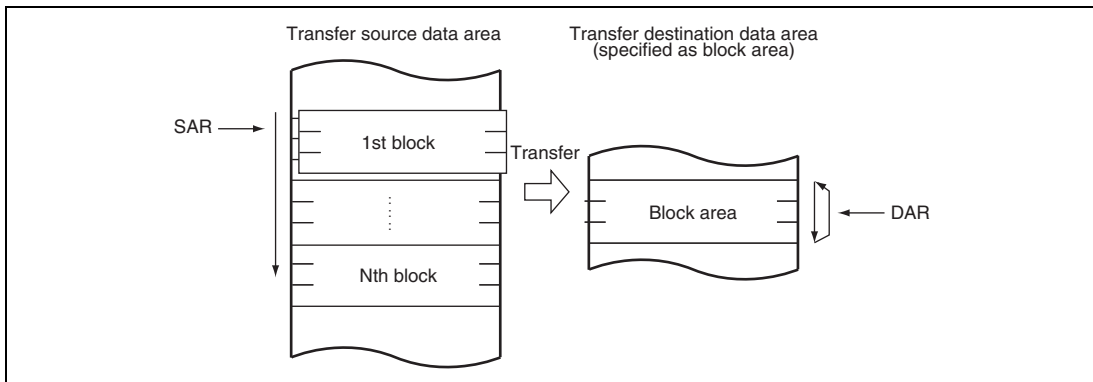 Transfer source data area
Transfer destination data area
(specified as block area)
SAR
1st block
Transfer
Block area
DAR
Nth block